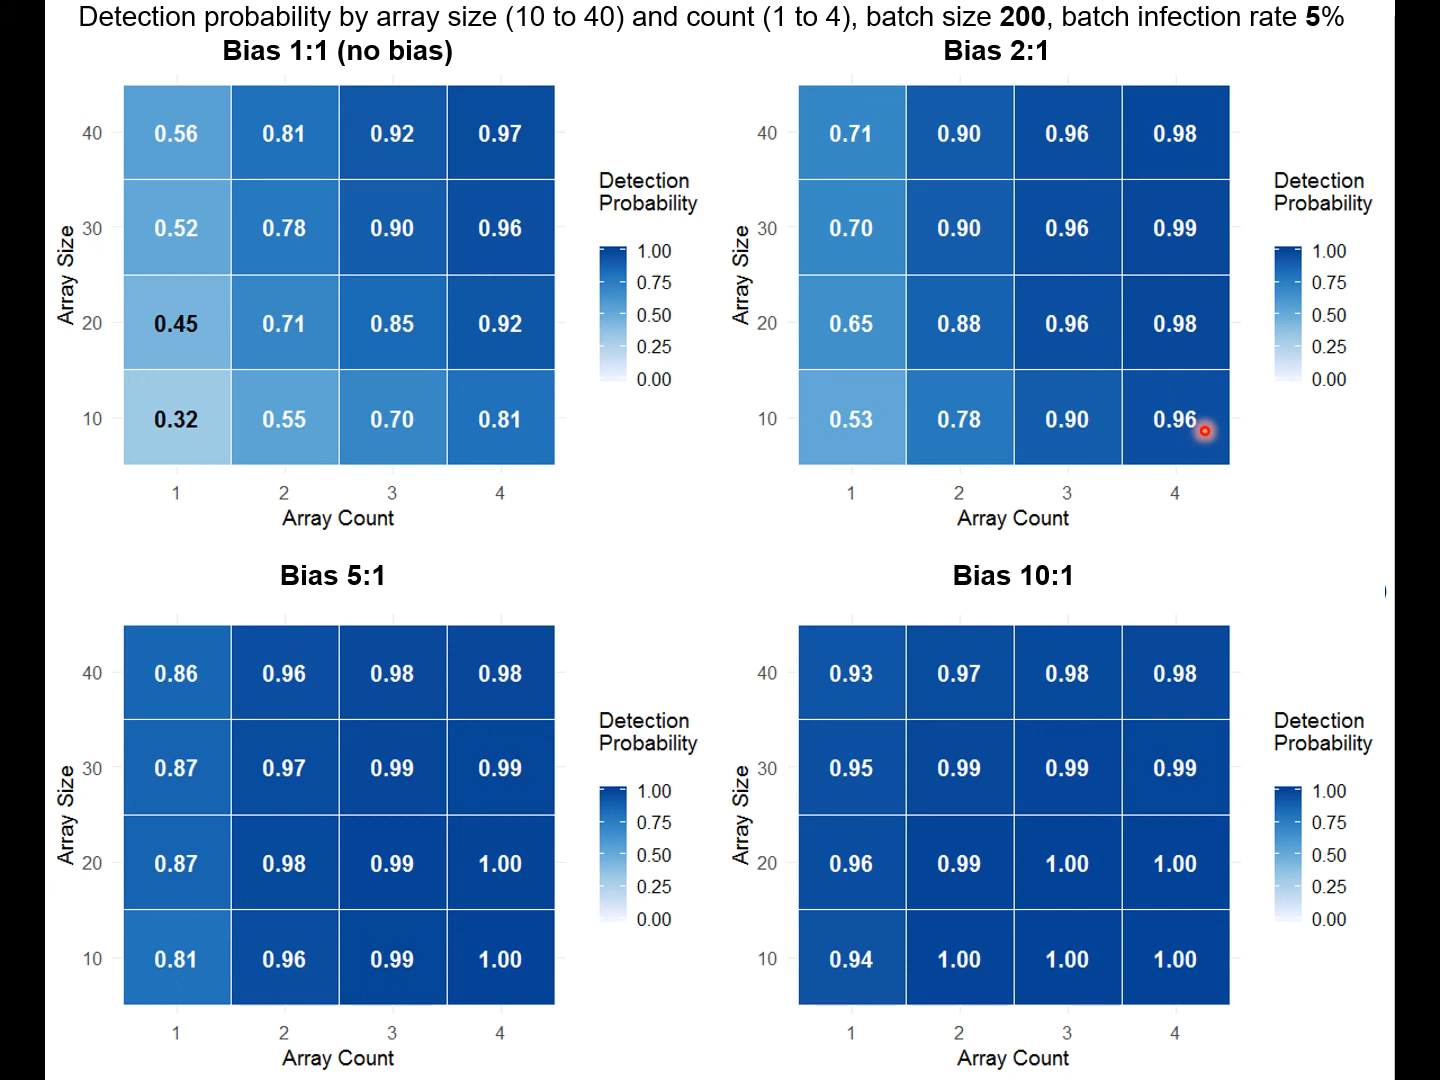 Detection probability by array size (10 to 40) and count (1 to 4), batch size 200, batch infection rate 5%
Bias 1:1 (no bias)
40 0.56 0.81 0.92 0.97
30 0.52 0.78 0.90 0.96
20 0.45 0.71 0.85 0.92
10 0.32 0.55 0.70 0.81
1 2 3 4
Array Count
Array Size
Detection
Probability
1.00
0.75
0.50
0.25
0.00
Bias 2:1
40 0.71 0.90 0.96 0.98
30 0.70 0.90 0.96 0.99
20 0.65 0.88 0.96 0.98
10 0.53 0.78 0.90 0.96
1 2 3 4
Array Count
Array Size
Detection
Probability
1.00
0.75
0.50
0.25
0.00
Bias 5:1
40 0.86 0.96 0.98 0.98
30 0.87 0.97 0.99 0.99
20 0.87 0.98 0.99 1.00
10 0.81 0.96 0.99 1.00
1 2 3 4
Array Count
Array Size
Detection
Probability
1.00
0.75
0.50
0.25
0.00
Bias 10:1
40 0.93 0.97 0.98 0.98
30 0.95 0.99 0.99 0.99
20 0.96 0.99 1.00 1.00
10 0.94 1.00 1.00 1.00
1 2 3 4
Array Count
Array Size
Detection
Probability
1.00
0.75
0.50
0.25
0.00